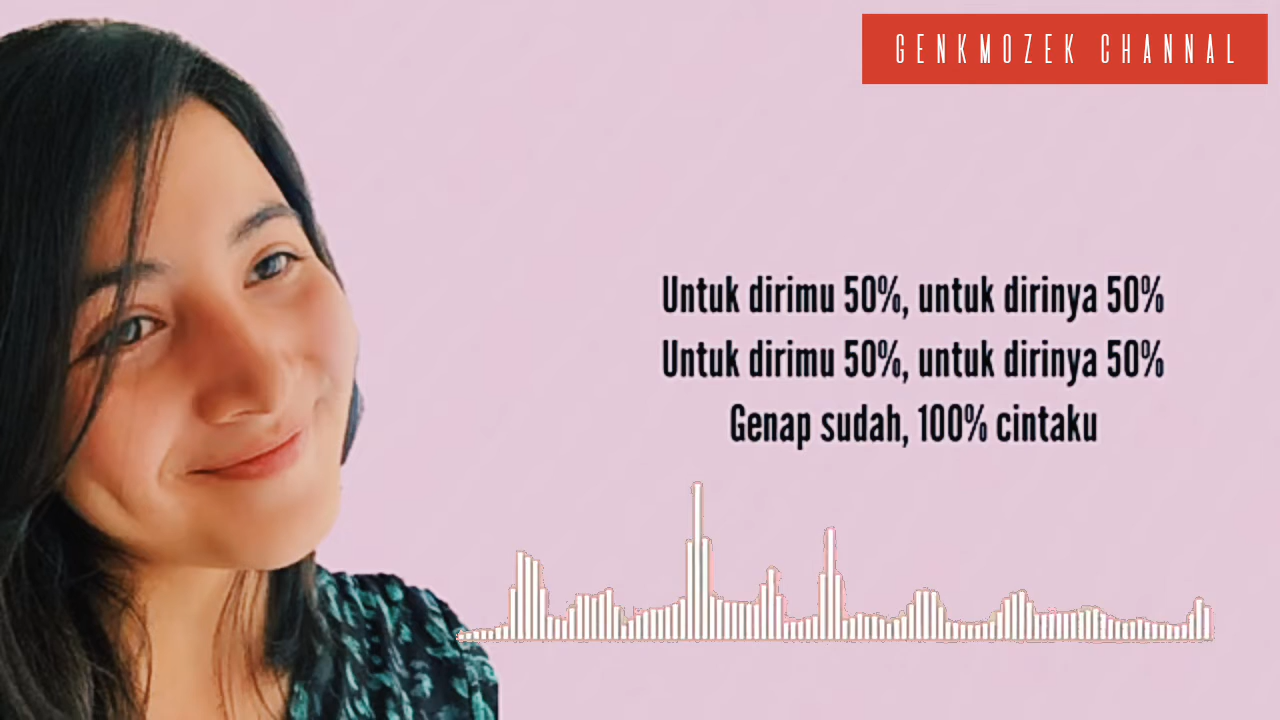 GENKMOZEK CHANNAL
Untuk dirimu 50%, untuk dirinya 50%
Untuk dirimu 50%, untuk dirinya 50%
Genap sudah, 100% cintaku